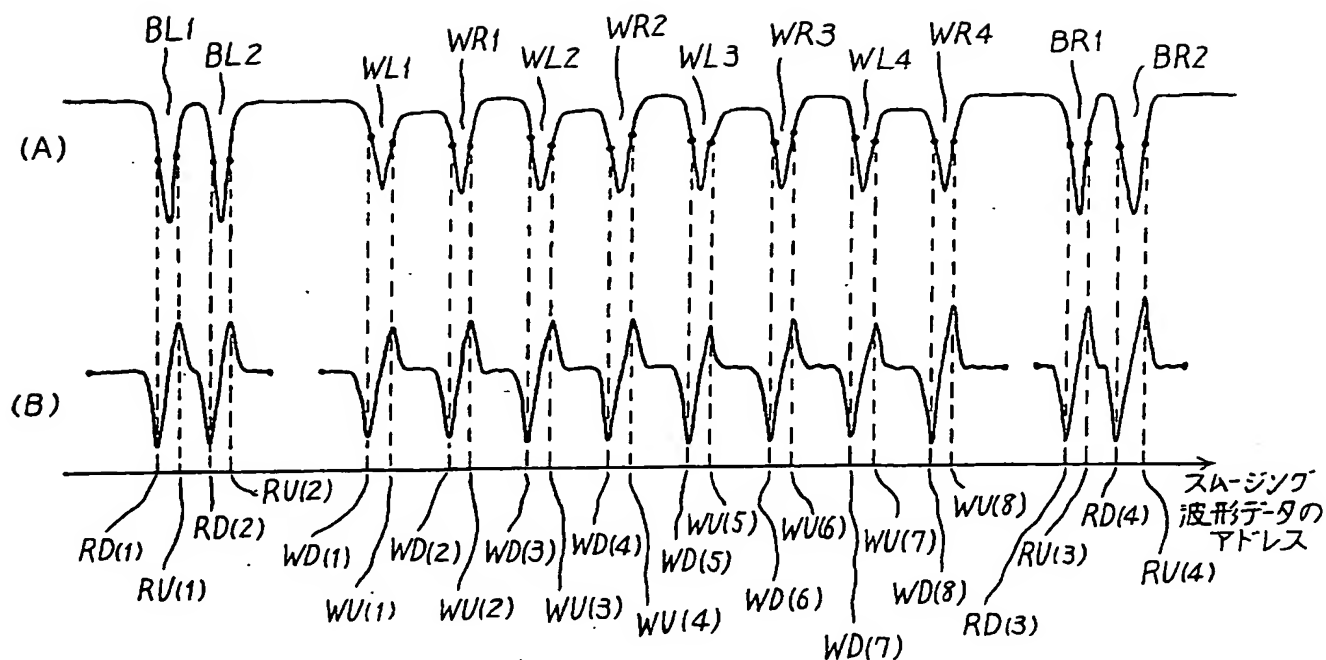 BL1
BL2
WL1
WR1
WL2
WR2
WL3
WR3
WL4
WR4
BR1
BR2
(A)
(B)
RD(1)
RU(1)
RD(2)
RU(2)
WD(1)
WU(1)
WD(2)
WU(2)
WD(3)
WU(3)
WD(4)
WU(4)
WD(5)
WU(5)
WD(6)
WU(6)
WD(7)
WU(7)
WD(8)
WU(8)
RD(3)
RU(3)
RD(4)
RU(4)
スムージング
波形データの
アドレス